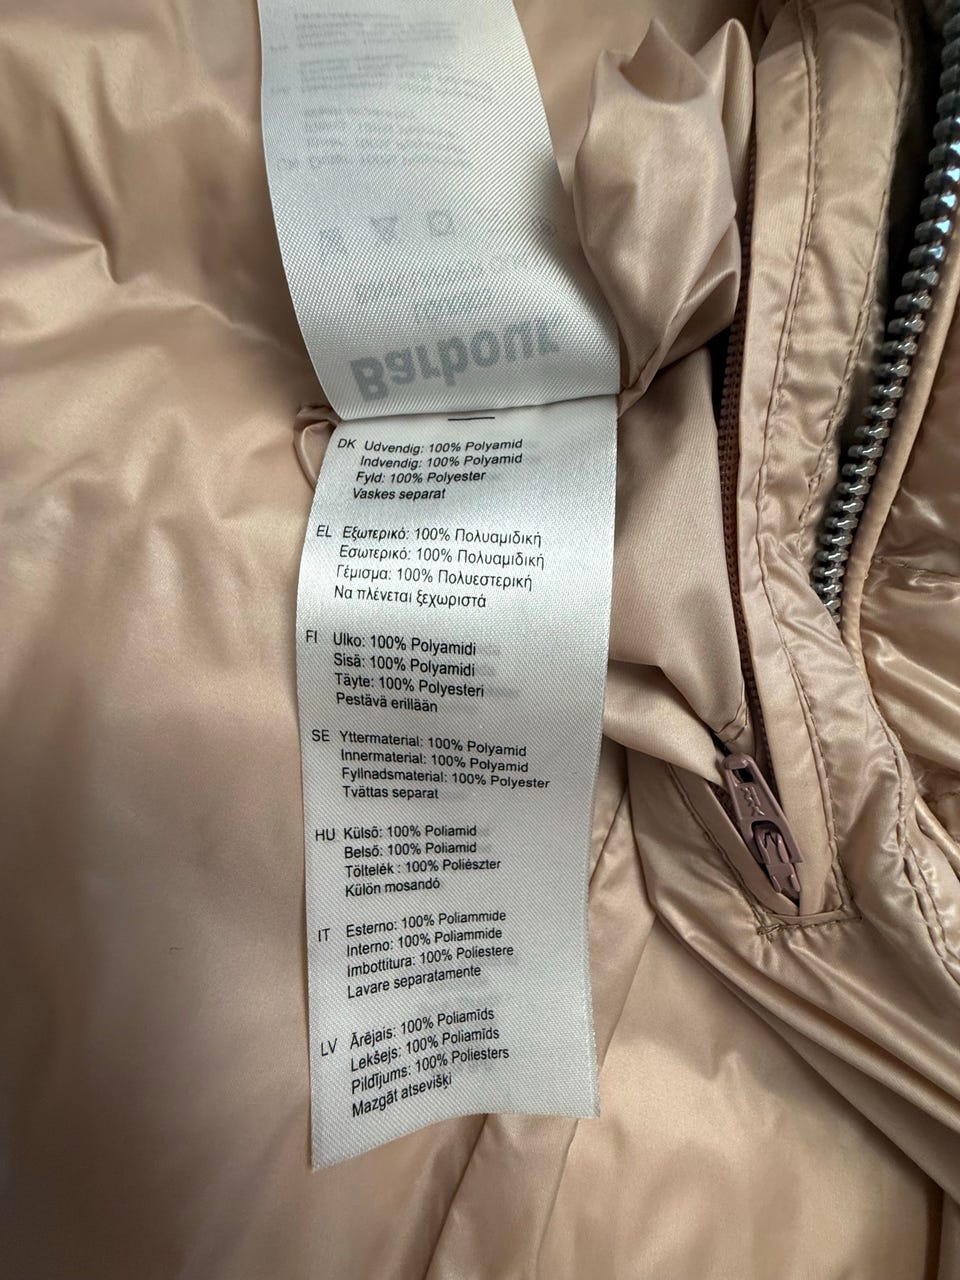 Barbour
DK Udvendig: 100% Polyamid
Indvendig: 100% Polyamid
Fyld: 100% Polyester
Vaskes separat
EL Εξωτερικό: 100% Πολυαμιδική
Εσωτερικό: 100% Πολυαμιδική
Γέμισμα: 100% Πολυεστερική
Να πλένεται ξεχωριστά
FI Ulko: 100% Polyamidi
Sisä: 100% Polyamidi
Täyte: 100% Polyesteri
Pestävä erillään
SE Yttermaterial: 100% Polyamid
Innermaterial: 100% Polyamid
Fyllnadsmaterial: 100% Polyester
Tvättas separat
HU Külső: 100% Poliamid
Belső: 100% Poliamid
Töltelék : 100% Poliészter
Külön mosandó
IT Esterno: 100% Poliammide
Interno: 100% Poliammide
Imbottitura: 100% Poliestere
Lavare separatamente
LV Ārējais: 100% Poliamīds
Lekšejs: 100% Poliamīds
Pildījums: 100% Poliesters
Mazgāt atsevišķi
YKK